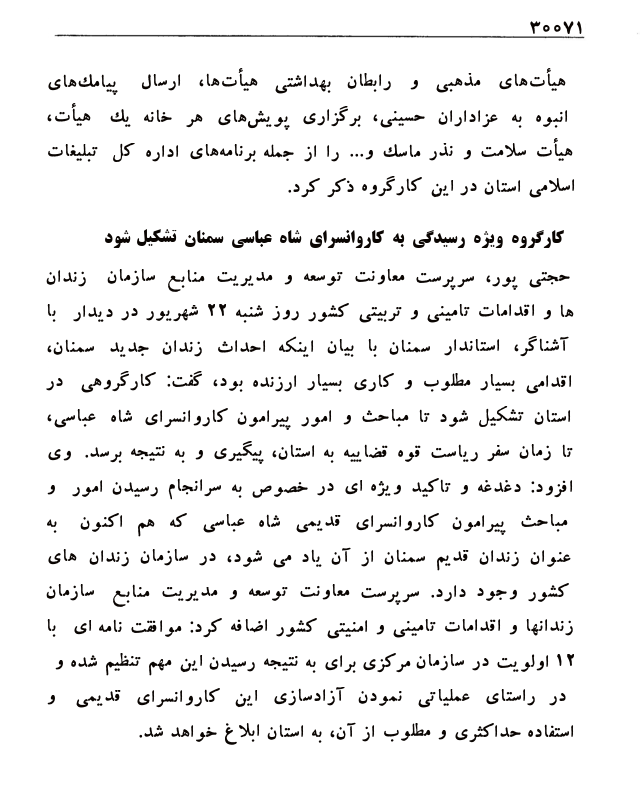 ۳۰۰۷۱
هیأت‌های مذهبی و رابطان بهداشتی هیأت‌ها، ارسال پیامك‌های
انبوه به عزاداران حسینی، برگزاری پویش‌های هر خانه یك هیأت،
هیأت سلامت و نذر ماسك و... را از جمله برنامه‌های اداره کل تبلیغات
اسلامی استان در این کارگروه ذکر کرد.
کارگروه ویژه رسیدگی به کاروانسرای شاه عباسی سمنان تشکیل شود
حجتی پور، سرپرست معاونت توسعه و مدیریت منابع سازمان زندان
ها و اقدامات تامینی و تربیتی کشور روز شنبه ۲۲ شهریور در دیدار با
آشناگر، استاندار سمنان با بیان اینکه احداث زندان جدید سمنان،
اقدامی بسیار مطلوب و کاری بسیار ارزنده بود، گفت: کارگروهی در
استان تشکیل شود تا مباحث و امور پیرامون کاروانسرای شاه عباسی،
تا زمان سفر ریاست قوه قضاییه به استان، پیگیری و به نتیجه برسد. وی
افزود: دغدغه و تاکید ویژه ای در خصوص به سرانجام رسیدن امور و
مباحث پیرامون کاروانسرای قدیمی شاه عباسی که هم اکنون به
عنوان زندان قدیم سمنان از آن یاد می شود، در سازمان زندان های
کشور وجود دارد. سرپرست معاونت توسعه و مدیریت منابع سازمان
زندانها و اقدامات تامینی و امنیتی کشور اضافه کرد: موافقت نامه ای با
۱۲ اولویت در سازمان مرکزی برای به نتیجه رسیدن این مهم تنظیم شده و
در راستای عملیاتی نمودن آزادسازی این کاروانسرای قدیمی و
استفاده حداکثری و مطلوب از آن، به استان ابلاغ خواهد شد.